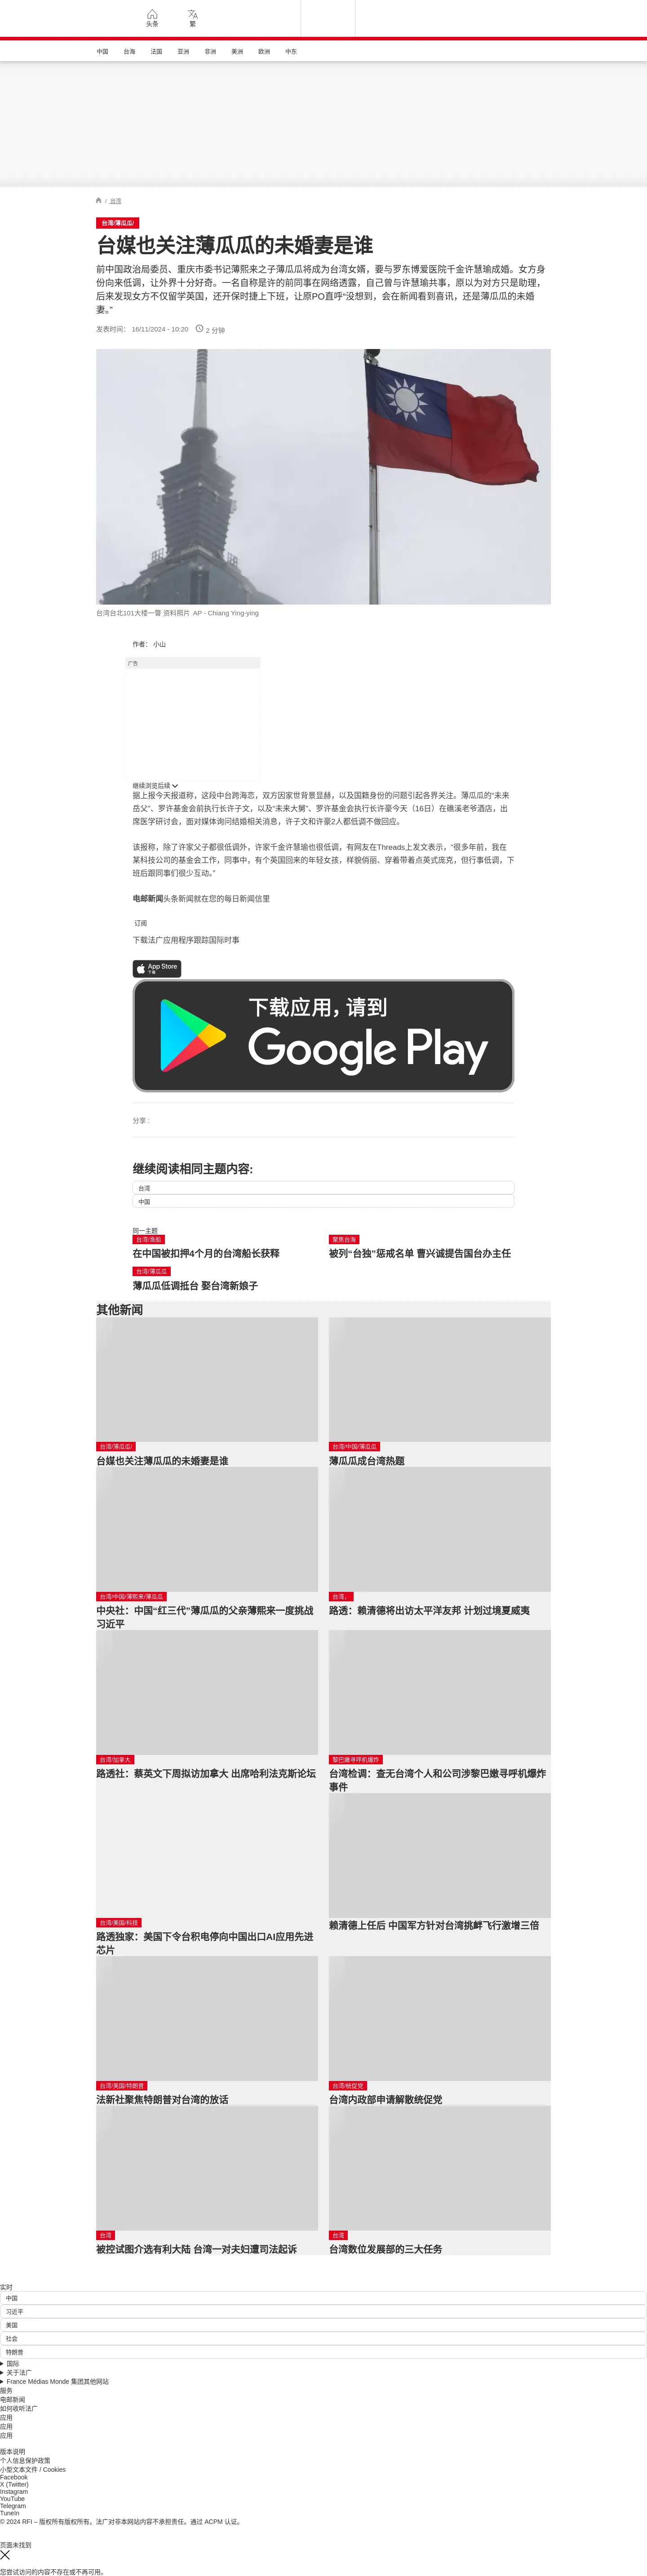 头条
繁
中国
台海
法国
亚洲
非洲
美洲
欧洲
中东
/ 台湾
台湾/薄瓜瓜/
台媒也关注薄瓜瓜的未婚妻是谁
前中国政治局委员、重庆市委书记薄熙来之子薄瓜瓜将成为台湾女婿，要与罗东博爱医院千金许慧瑜成婚。女方身
份向来低调，让外界十分好奇。一名自称是许的前同事在网络透露，自己曾与许慧瑜共事，原以为对方只是助理，
后来发现女方不仅留学英国，还开保时捷上下班，让原PO直呼“没想到，会在新闻看到喜讯，还是薄瓜瓜的未婚
妻。”
发表时间： 16/11/2024 - 10:20
2 分钟
台湾台北101大楼一瞥 资料照片 AP - Chiang Ying-ying
作者： 小山
广告
继续浏览后续
据上报今天报道称，这段中台跨海恋，双方因家世背景显赫，以及国籍身份的问题引起各界关注。薄瓜瓜的“未来
岳父”、罗许基金会前执行长许子文，以及“未来大舅”、罗许基金会执行长许豪今天（16日）在礁溪老爷酒店，出
席医学研讨会，面对媒体询问结婚相关消息，许子文和许豪2人都低调不做回应。
该报称，除了许家父子都很低调外，许家千金许慧瑜也很低调，有网友在Threads上发文表示，“很多年前，我在
某科技公司的基金会工作，同事中，有个英国回来的年轻女孩，样貌俏丽、穿着带着点英式庞克，但行事低调，下
班后跟同事们很少互动。”
电邮新闻头条新闻就在您的每日新闻信里
订阅
下载法广应用程序跟踪国际时事
App Store
下载
下载应用，请到
Google Play
分享 :
继续阅读相同主题内容:
台湾
中国
同一主题
台湾/渔船
在中国被扣押4个月的台湾船长获释
聚焦台海
被列“台独”惩戒名单 曹兴诚提告国台办主任
台湾/薄瓜瓜
薄瓜瓜低调抵台 娶台湾新娘子
其他新闻
台湾/薄瓜瓜/
台媒也关注薄瓜瓜的未婚妻是谁
台湾/中国/薄瓜瓜
薄瓜瓜成台湾热题
台湾/中国/薄熙来/薄瓜瓜
中央社：中国“红三代”薄瓜瓜的父亲薄熙来一度挑战
习近平
台湾、
路透：赖清德将出访太平洋友邦 计划过境夏威夷
台湾/加拿大
路透社：蔡英文下周拟访加拿大 出席哈利法克斯论坛
黎巴嫩寻呼机爆炸
台湾检调：查无台湾个人和公司涉黎巴嫩寻呼机爆炸
事件
台湾/美国/科技
路透独家：美国下令台积电停向中国出口AI应用先进
芯片
赖清德上任后 中国军方针对台湾挑衅飞行激增三倍
台湾/美国/特朗普
法新社聚焦特朗普对台湾的放话
台湾/统促党
台湾内政部申请解散统促党
台湾
被控试图介选有利大陆 台湾一对夫妇遭司法起诉
台湾
台湾数位发展部的三大任务
实时
中国
习近平
美国
社会
特朗普
国际
关于法广
France Médias Monde 集团其他网站
服务
电邮新闻
如何收听法广
应用
应用
应用
版本说明
个人信息保护政策
小型文本文件 / Cookies
Facebook
X (Twitter)
Instagram
YouTube
Telegram
TuneIn
© 2024 RFI – 版权所有版权所有。法广对非本网站内容不承担责任。通过 ACPM 认证。
页面未找到
您尝试访问的内容不存在或不再可用。